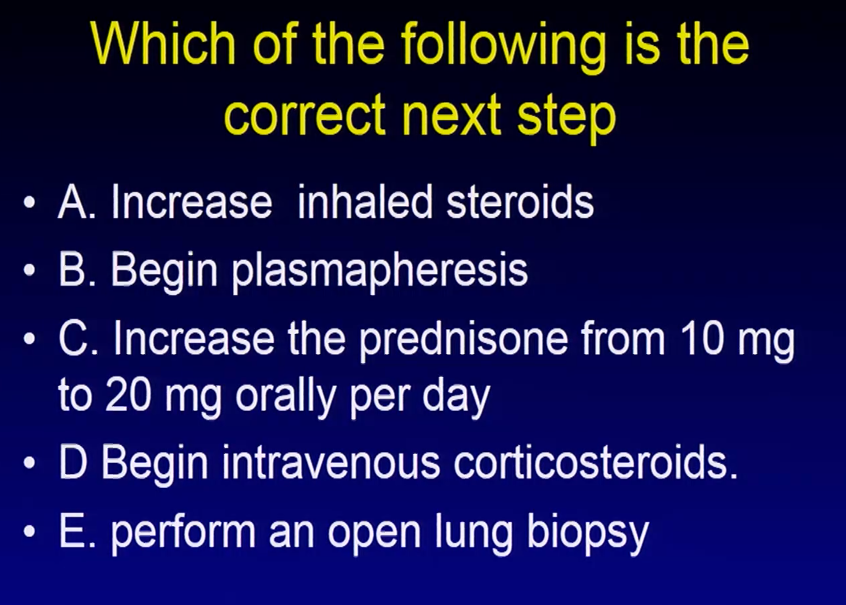 Which of the following is the
correct next step
• A. Increase  inhaled steroids
• B. Begin plasmapheresis
• C. Increase the prednisone from 10 mg
to 20 mg orally per day
• D Begin intravenous corticosteroids.
• E. perform an open lung biopsy